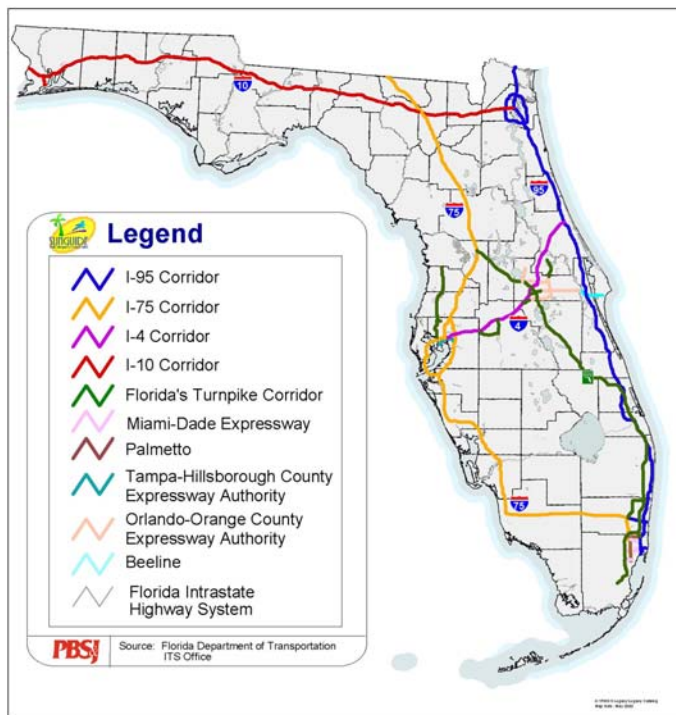 10
95
75
SUNGUIDE
Legend
I-95 Corridor
I-75 Corridor
I-4 Corridor
4
I-10 Corridor
Florida's Turnpike Corridor
Miami-Dade Expressway
Palmetto
Tampa-Hillsborough County
Expressway Authority
75
Orlando-Orange County
Expressway Authority
Beeline
Florida Intrastate
Highway System
PBSJ
Source: Florida Department of Transportation
ITS Office